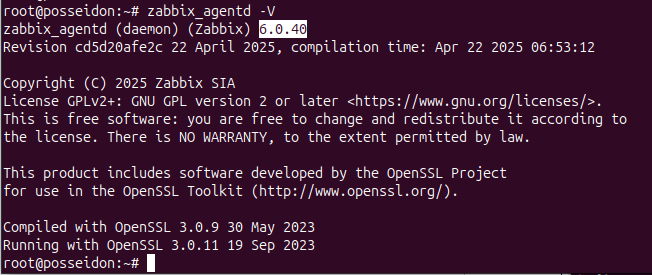 root@posseidon:~# zabbix_agentd -V
zabbix_agentd (daemon) (Zabbix) 6.0.40
Revision cd5d20afe2c 22 April 2025, compilation time: Apr 22 2025 06:53:12
Copyright (C) 2025 Zabbix SIA
License GPLv2+: GNU GPL version 2 or later <https://www.gnu.org/licenses/>.
This is free software: you are free to change and redistribute it according to
the license. There is NO WARRANTY, to the extent permitted by law.
This product includes software developed by the OpenSSL Project
for use in the OpenSSL Toolkit (http://www.openssl.org/).
Compiled with OpenSSL 3.0.9 30 May 2023
Running with OpenSSL 3.0.11 19 Sep 2023
root@posseidon:~#